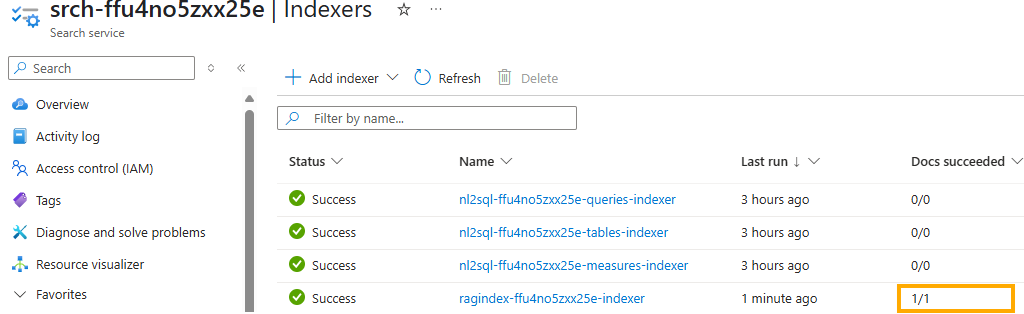 srch-ffu4no5zxx25e | Indexers
Search service
Search
Add indexer Refresh Delete
Overview
Activity log
Access control (IAM)
Tags
Diagnose and solve problems
Resource visualizer
Favorites
Filter by name...
Status Name Last run ↓ Docs succeeded
Success nl2sql-ffu4no5zxx25e-queries-indexer 3 hours ago 0/0
Success nl2sql-ffu4no5zxx25e-tables-indexer 3 hours ago 0/0
Success nl2sql-ffu4no5zxx25e-measures-indexer 3 hours ago 0/0
Success ragindex-ffu4no5zxx25e-indexer 1 minute ago 1/1